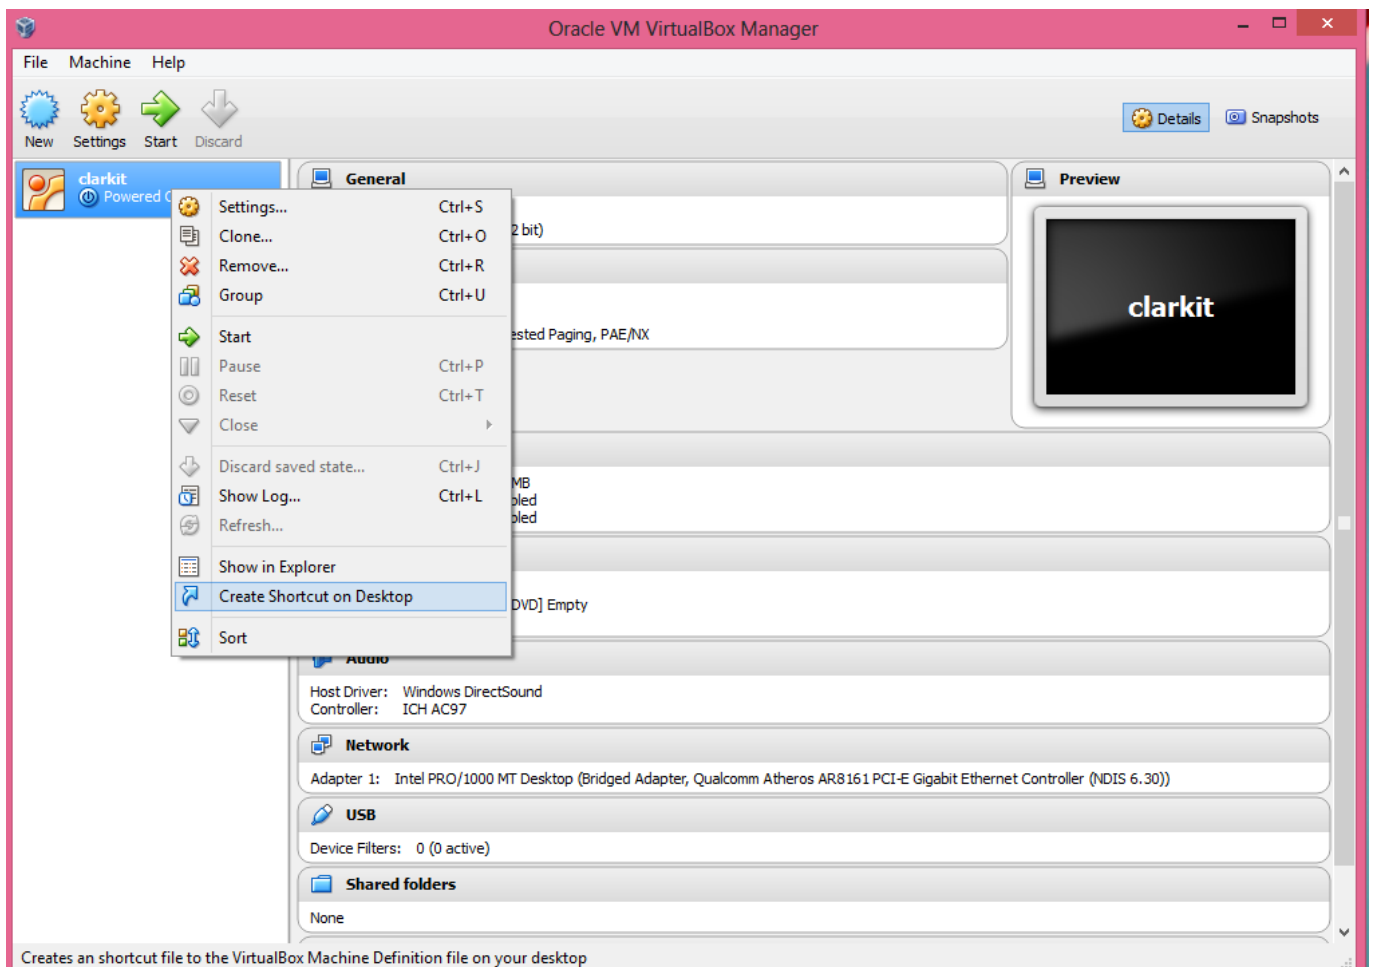 Oracle VM VirtualBox Manager
File Machine Help
New Settings Start Discard
Details Snapshots
clarkit
Powered
Settings... Ctrl+S
Clone... Ctrl+O
Remove... Ctrl+R
Group Ctrl+U
Start
Pause Ctrl+P
Reset Ctrl+T
Close
Discard saved state... Ctrl+J
Show Log... Ctrl+L
Refresh...
Show in Explorer
Create Shortcut on Desktop
Sort
General
2 bit)
ested Paging, PAE/NX
Preview
clarkit
MB
bled
bled
DVD] Empty
Audio
Host Driver: Windows DirectSound
Controller: ICH AC97
Network
Adapter 1: Intel PRO/1000 MT Desktop (Bridged Adapter, Qualcomm Atheros AR8161 PCI-E Gigabit Ethernet Controller (NDIS 6.30))
USB
Device Filters: 0 (0 active)
Shared folders
None
Creates an shortcut file to the VirtualBox Machine Definition file on your desktop